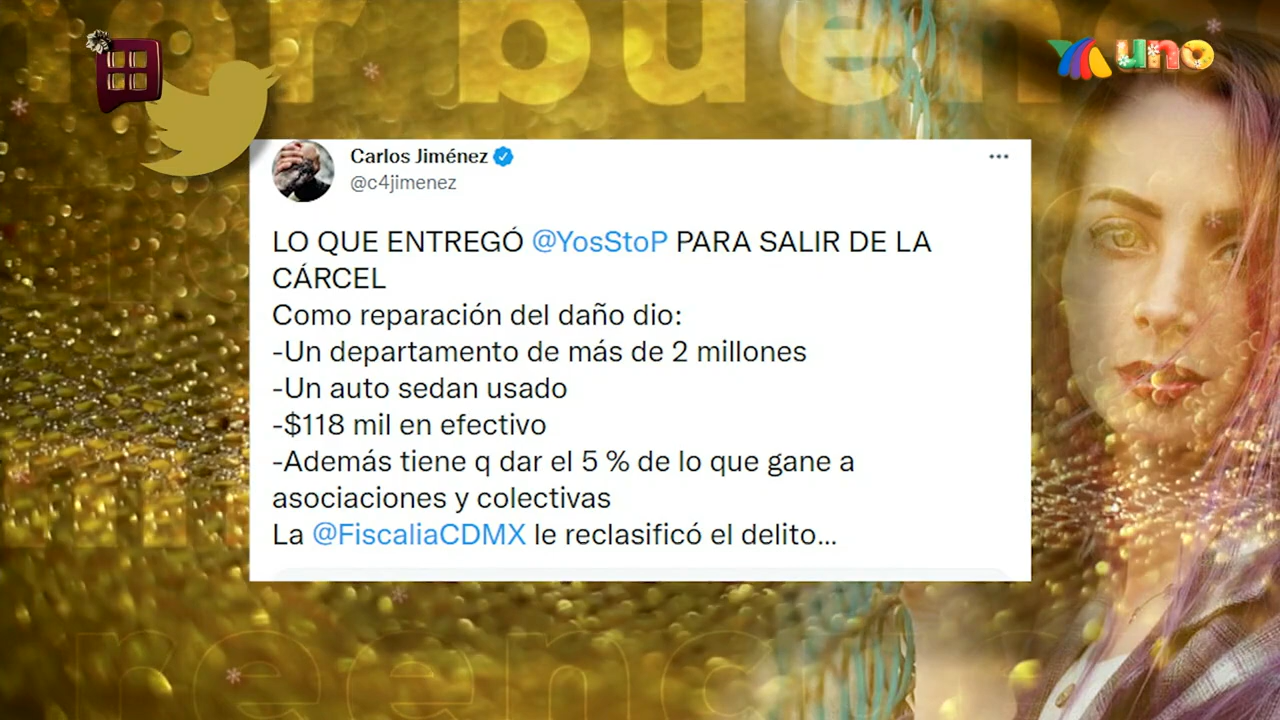 uno
Carlos Jiménez
@c4jimenez
LO QUE ENTREGÓ @YosStoP PARA SALIR DE LA
CÁRCEL
Como reparación del daño dio:
-Un departamento de más de 2 millones
-Un auto sedan usado
-$118 mil en efectivo
-Además tiene q dar el 5 % de lo que gane a
asociaciones y colectivas
La @FiscaliaCDMX le reclasificó el delito...